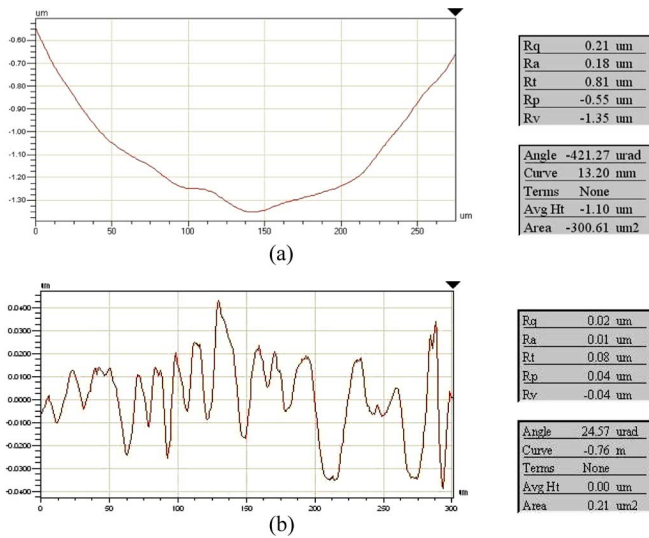 um
-0.60
-0.70
-0.80
-0.90
-1.00
-1.10
-1.20
-1.30
0 50 100 150 200 250
um
Rq 0.21 um
Ra 0.18 um
Rt 0.81 um
Rp -0.55 um
Rv -1.35 um
Angle -421.27 urad
Curve 13.20 mm
Terms None
Avg Ht -1.10 um
Area -300.61 um2
(a)
um
0.0400
0.0300
0.0200
0.0100
0.0000
-0.0100
-0.0200
-0.0300
-0.0400
0 50 100 150 200 250 300
um
Rq 0.02 um
Ra 0.01 um
Rt 0.08 um
Rp 0.04 um
Rv -0.04 um
Angle 24.57 urad
Curve -0.76 m
Terms None
Avg Ht 0.00 um
Area 0.21 um2
(b)